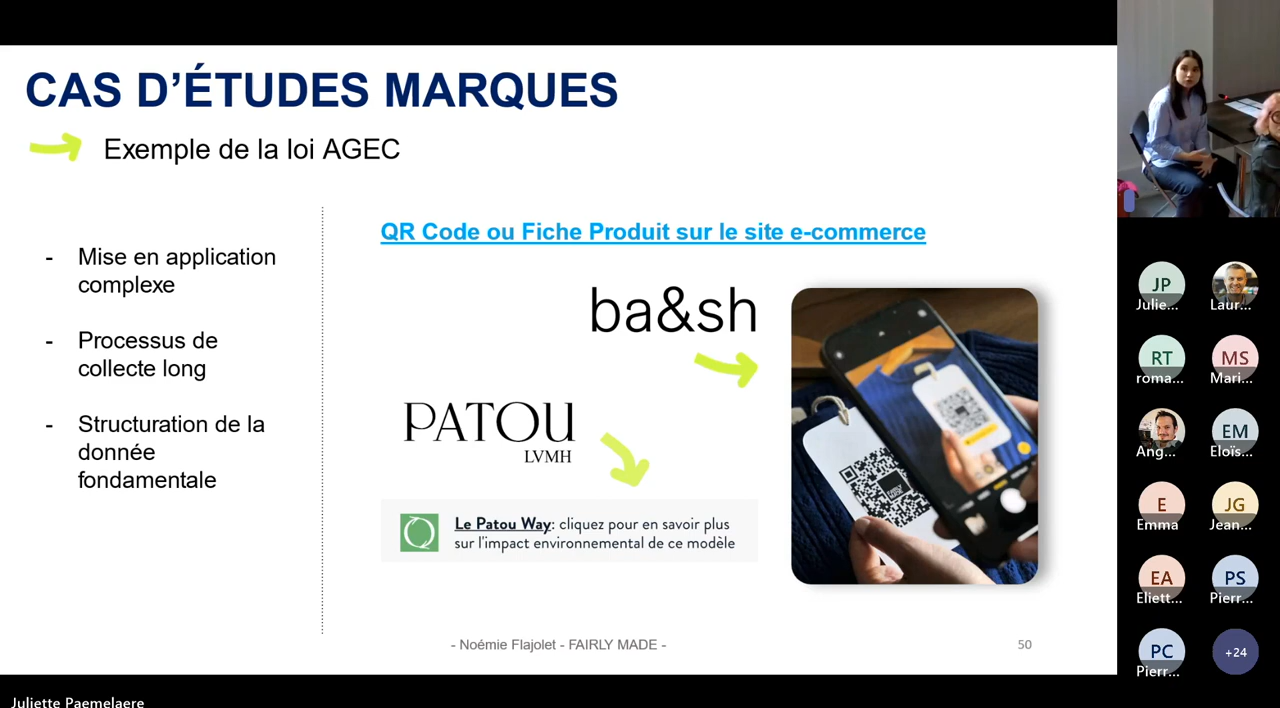 CAS D'ÉTUDES MARQUES
Exemple de la loi AGEC
- Mise en application
complexe
- Processus de
collecte long
- Structuration de la
donnée
fondamentale
QR Code ou Fiche Produit sur le site e-commerce
ba&sh
PATOU
LVMH
Le Patou Way: cliquez pour en savoir plus
sur l'impact environnemental de ce modèle
- Noémie Flajolet - FAIRLY MADE -
50
JP
Julie...
Laur...
RT
roma...
MS
Mari...
Ang...
EM
Eloïs...
E
Emma
JG
Jean...
EA
Eliett...
PS
Pierr...
PC
Pierr...
+24
Juliette Paemelaere